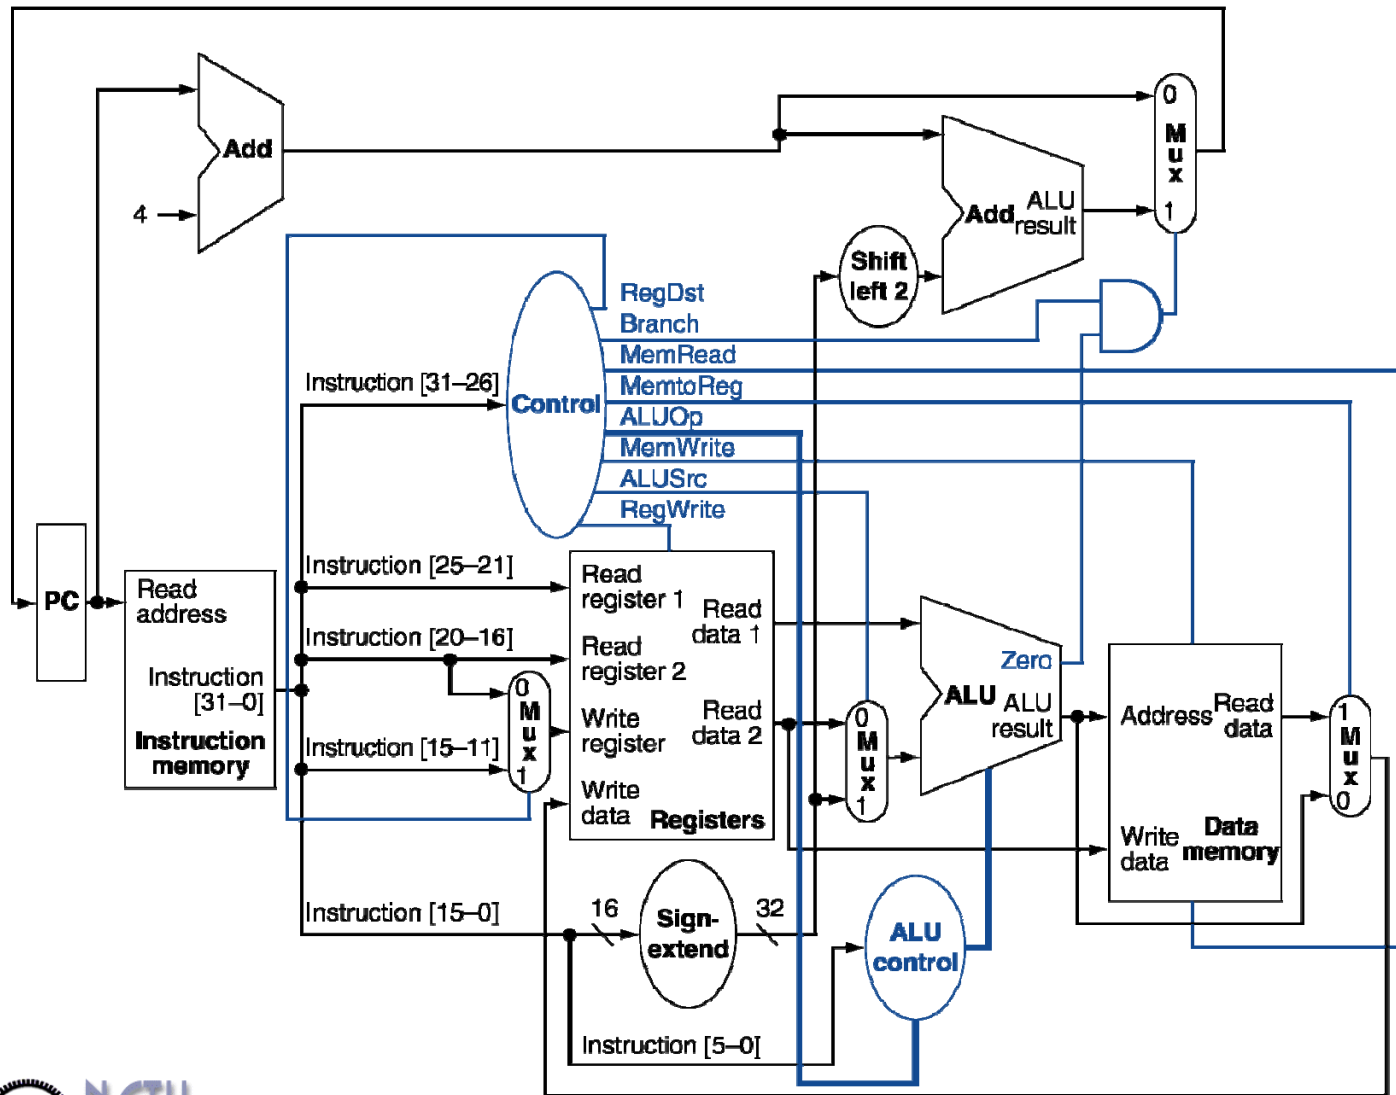 0
M
u
x
1
Add
4
Add ALU
result
Shift
left 2
RegDst
Branch
MemRead
MemtoReg
ALUOp
MemWrite
ALUSrc
RegWrite
Control
Instruction [31–26]
Instruction [25–21]
Instruction [20–16]
Instruction [15–11]
Instruction [15–0]
Instruction [5–0]
PC
Read
address
Instruction
[31–0]
Instruction
memory
0
M
u
x
1
Read
register 1
Read
register 2
Write
register
Write
data
Read
data 1
Read
data 2
Registers
0
M
u
x
1
Zero
ALU ALU
result
Address
Read
data
Write
data
Data
memory
1
M
u
x
0
16
Sign-
extend
32
ALU
control